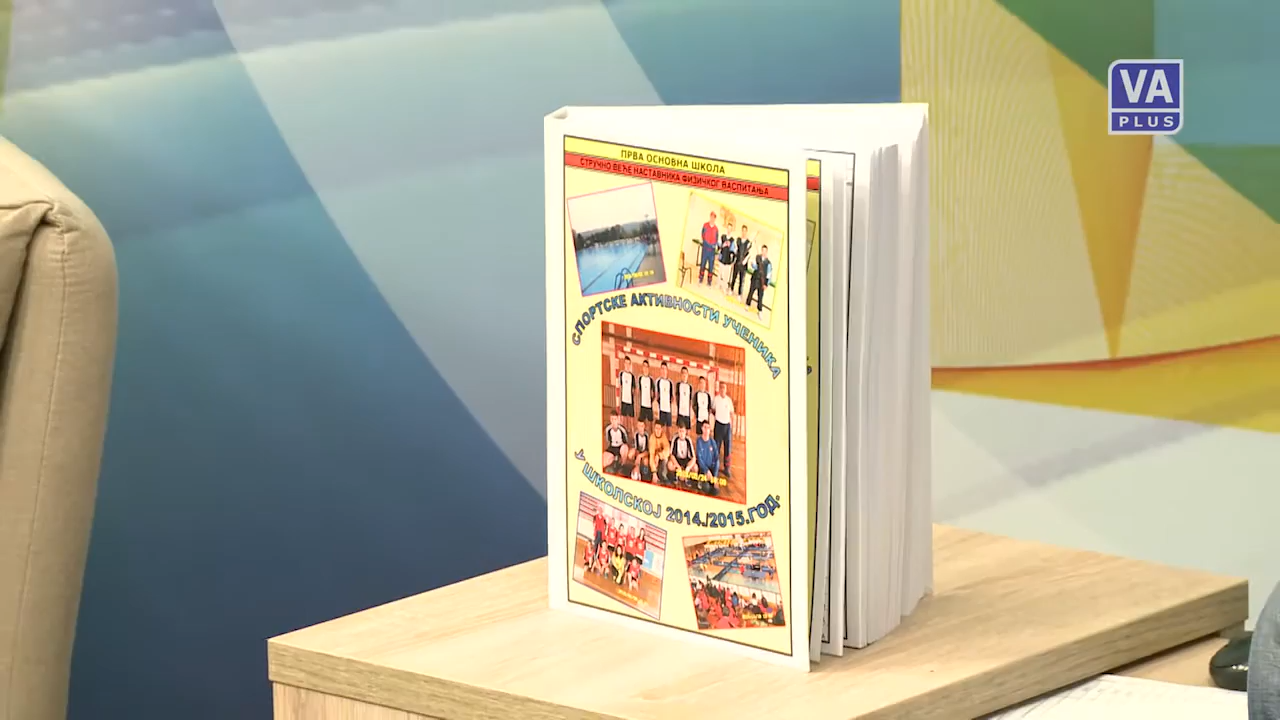 VA
PLUS
ПРВА ОСНОВНА ШКОЛА
СТРУЧНО ВЕЋЕ НАСТАВНИКА ФИЗИЧКОГ ВАСПИТАЊА
СПОРТСКЕ АКТИВНОСТИ УЧЕНИКА
У ШКОЛСКОЈ 2014./2015.ГОД.